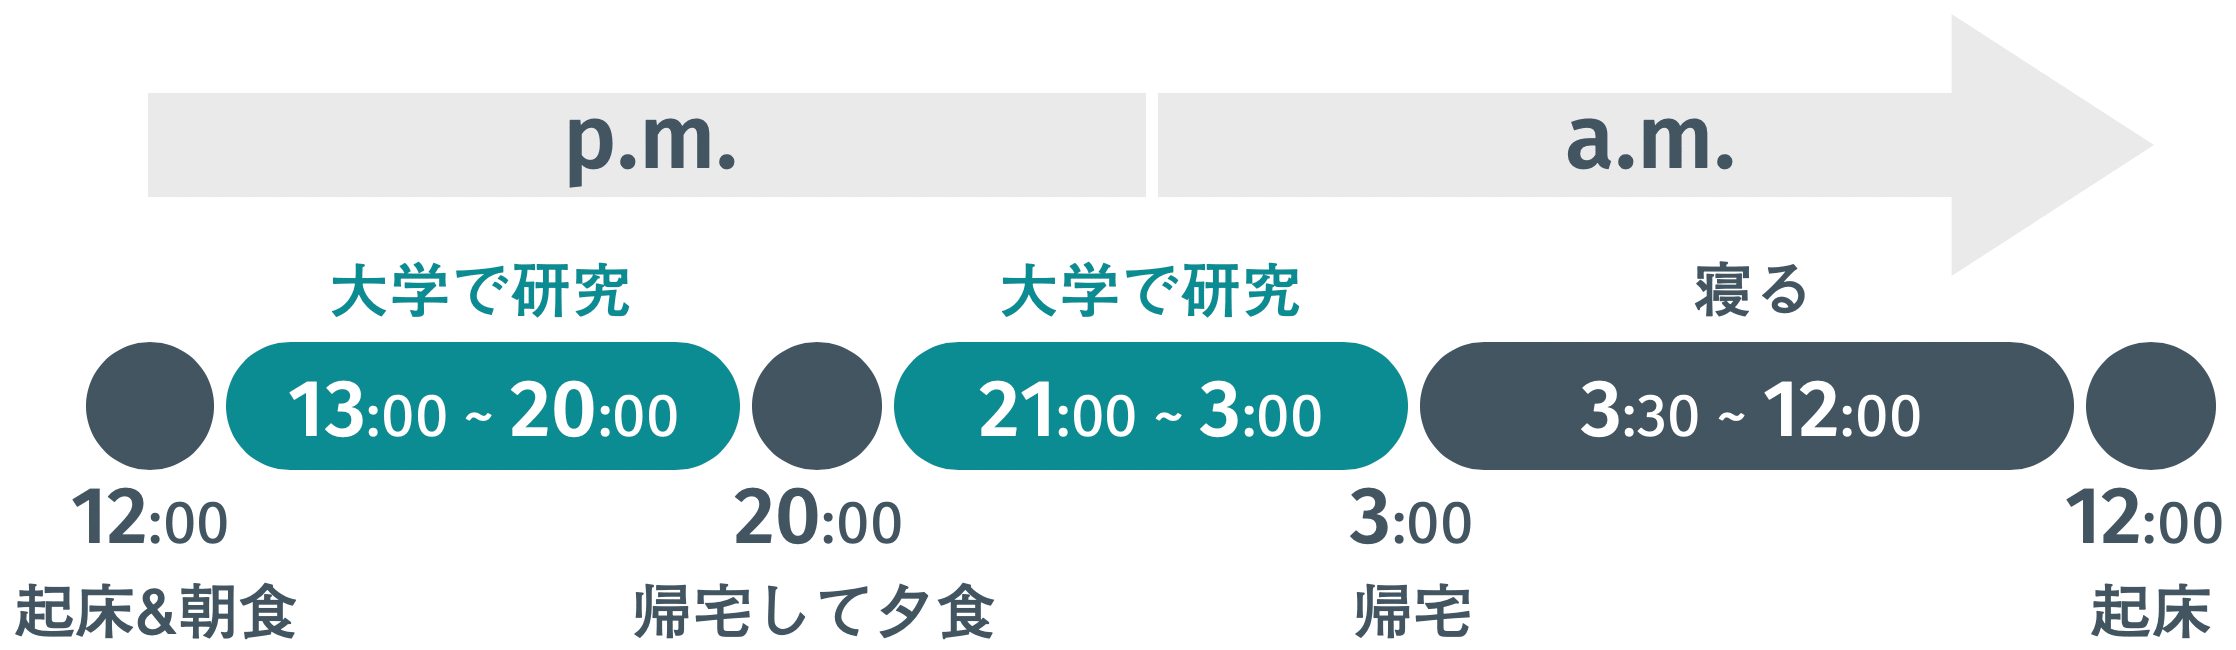 p.m.
a.m.
大学で研究
大学で研究
寝る
13:00 ~ 20:00
21:00 ~ 3:00
3:30 ~ 12:00
12:00
20:00
3:00
12:00
起床&朝食
帰宅して夕食
帰宅
起床